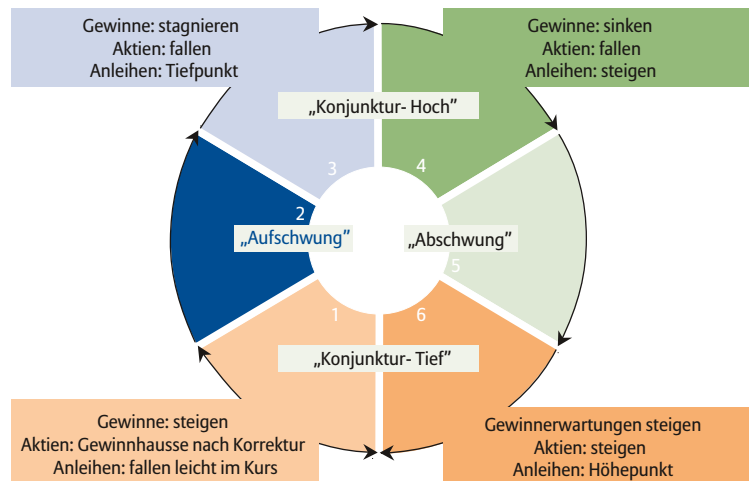 Gewinne: stagnieren
Aktien: fallen
Anleihen: Tiefpunkt
Gewinne: sinken
Aktien: fallen
Anleihen: steigen
„Konjunktur- Hoch”
3
4
2
„Aufschwung”
„Abschwung”
5
1
6
„Konjunktur- Tief”
Gewinne: steigen
Aktien: Gewinnhausse nach Korrektur
Anleihen: fallen leicht im Kurs
Gewinnerwartungen steigen
Aktien: steigen
Anleihen: Höhepunkt